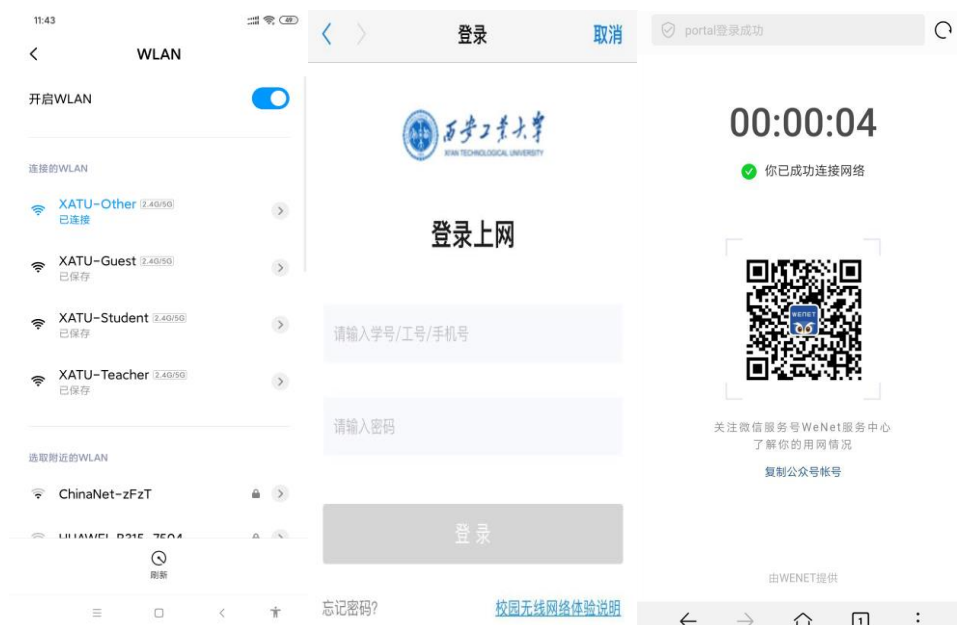 11:43
49
WLAN
开启WLAN
连接的WLAN
XATU-Other 2.4G/5G
已连接
XATU-Guest 2.4G/5G
已保存
XATU-Student 2.4G/5G
已保存
XATU-Teacher 2.4G/5G
已保存
选取附近的WLAN
ChinaNet-zFzT
HUAWEI-B315-7504
刷新
登录
取消
西安工业大学
XI'AN TECHNOLOGICAL UNIVERSITY
登录上网
请输入学号/工号/手机号
请输入密码
登录
忘记密码?
校园无线网络体验说明
portal登录成功
00:00:04
你已成功连接网络
WENET
关注微信服务号WeNet服务中心
了解你的用网情况
复制公众号帐号
由WENET提供
1